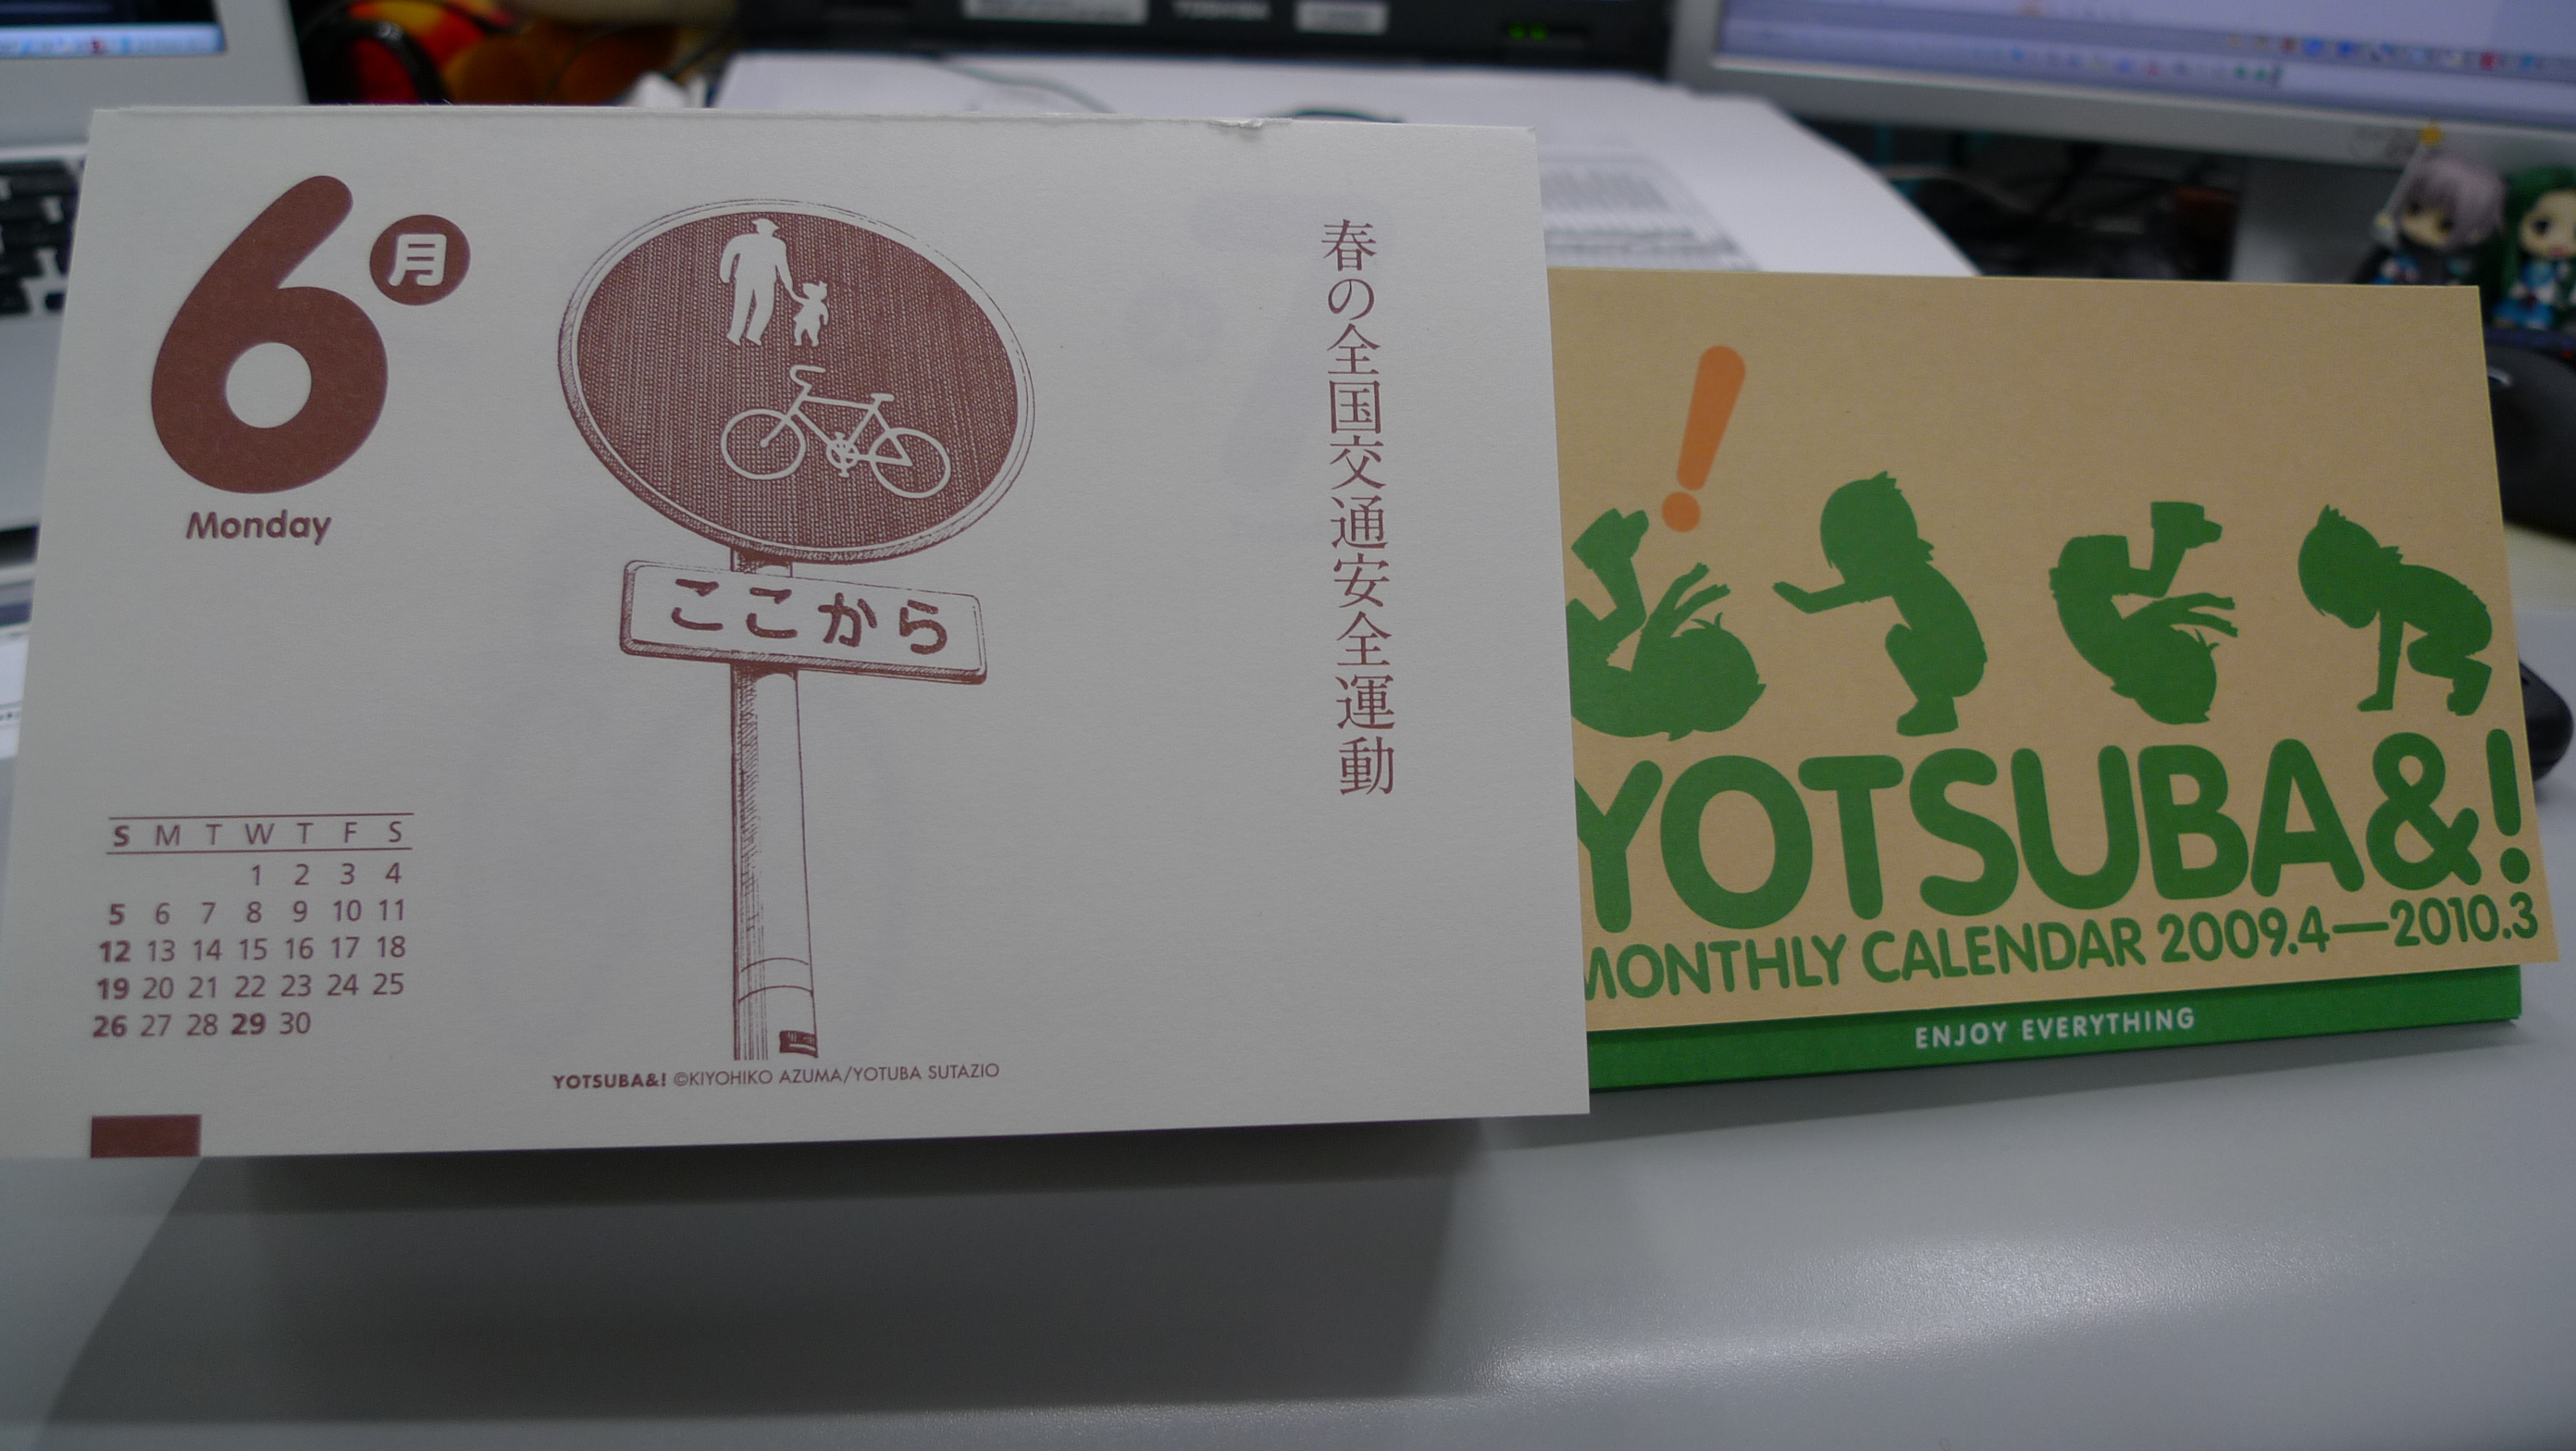 6
月
Monday
春の全国交通安全運動
ここから
S M T W T F S
1 2 3 4
5 6 7 8 9 10 11
12 13 14 15 16 17 18
19 20 21 22 23 24 25
26 27 28 29 30
YOTSUBA&! ©KIYOHIKO AZUMA/YOTUBA SUTAZIO
!
YOTSUBA&!
MONTHLY CALENDAR 2009.4—2010.3
ENJOY EVERYTHING
TOSHIBA